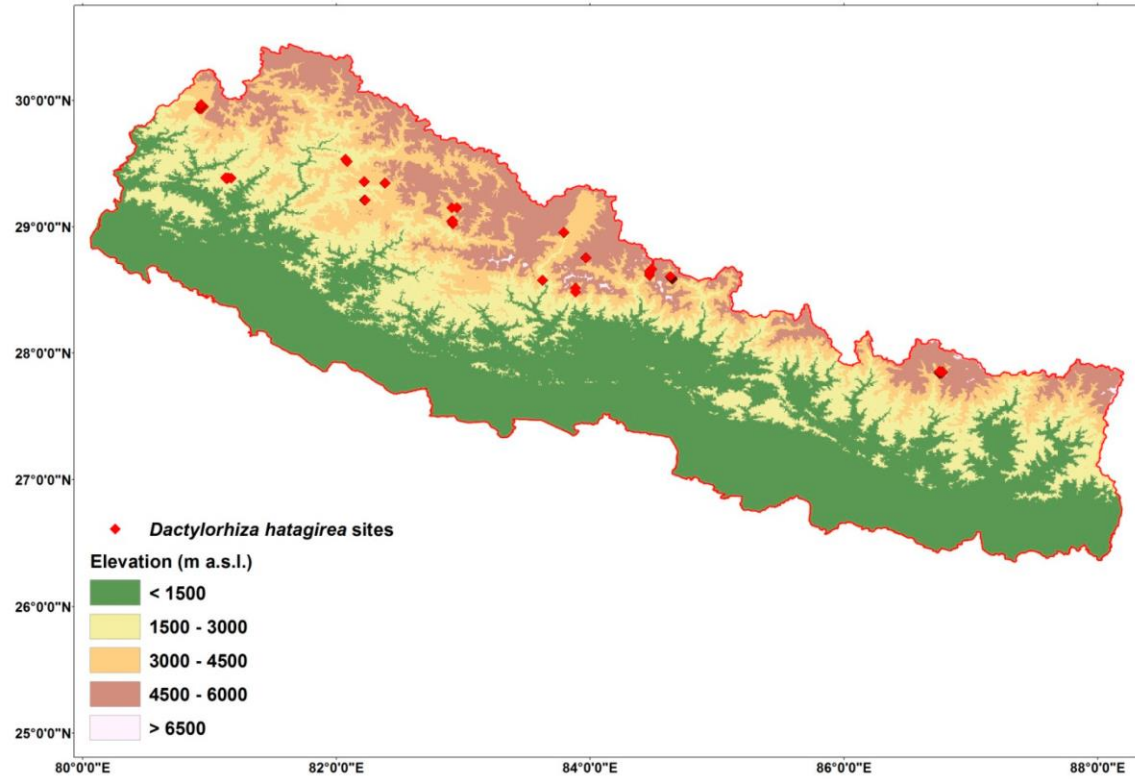 30°0'0"N
29°0'0"N
28°0'0"N
27°0'0"N
26°0'0"N
25°0'0"N
Dactylorhiza hatagirea sites
Elevation (m a.s.l.)
< 1500
1500 - 3000
3000 - 4500
4500 - 6000
> 6500
80°0'0"E
82°0'0"E
84°0'0"E
86°0'0"E
88°0'0"E